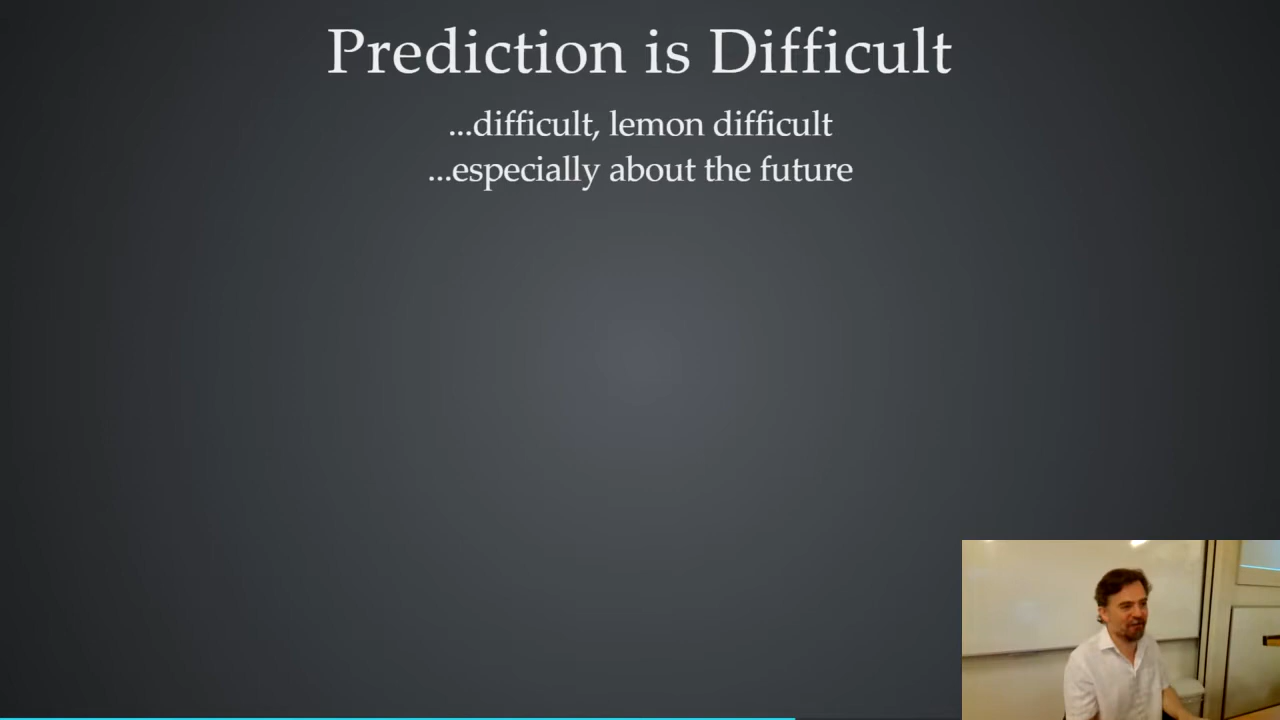 Prediction is Difficult
...difficult, lemon difficult
...especially about the future